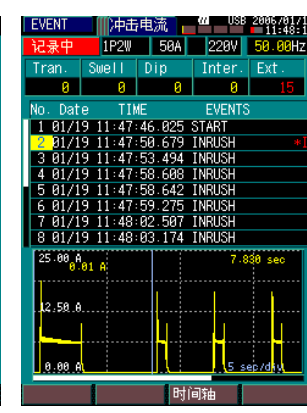 EVENT 冲击电流 USB 2006/01/1
11:48:1
记录中 1P2W 50A 220V 50.00Hz
Tran. Swell Dip Inter. Ext.
0 0 0 0 15
No. Date TIME EVENTS
1 01/19 11:47:46.025 START
2 01/19 11:47:50.679 INRUSH *I
3 01/19 11:47:53.494 INRUSH
4 01/19 11:47:58.608 INRUSH
5 01/19 11:47:58.642 INRUSH
6 01/19 11:47:59.275 INRUSH
7 01/19 11:48:02.507 INRUSH
8 01/19 11:48:03.174 INRUSH
25.00 A 7.830 sec
0.01 A
12.50 A
0.00 A 5 sec/div
时间轴